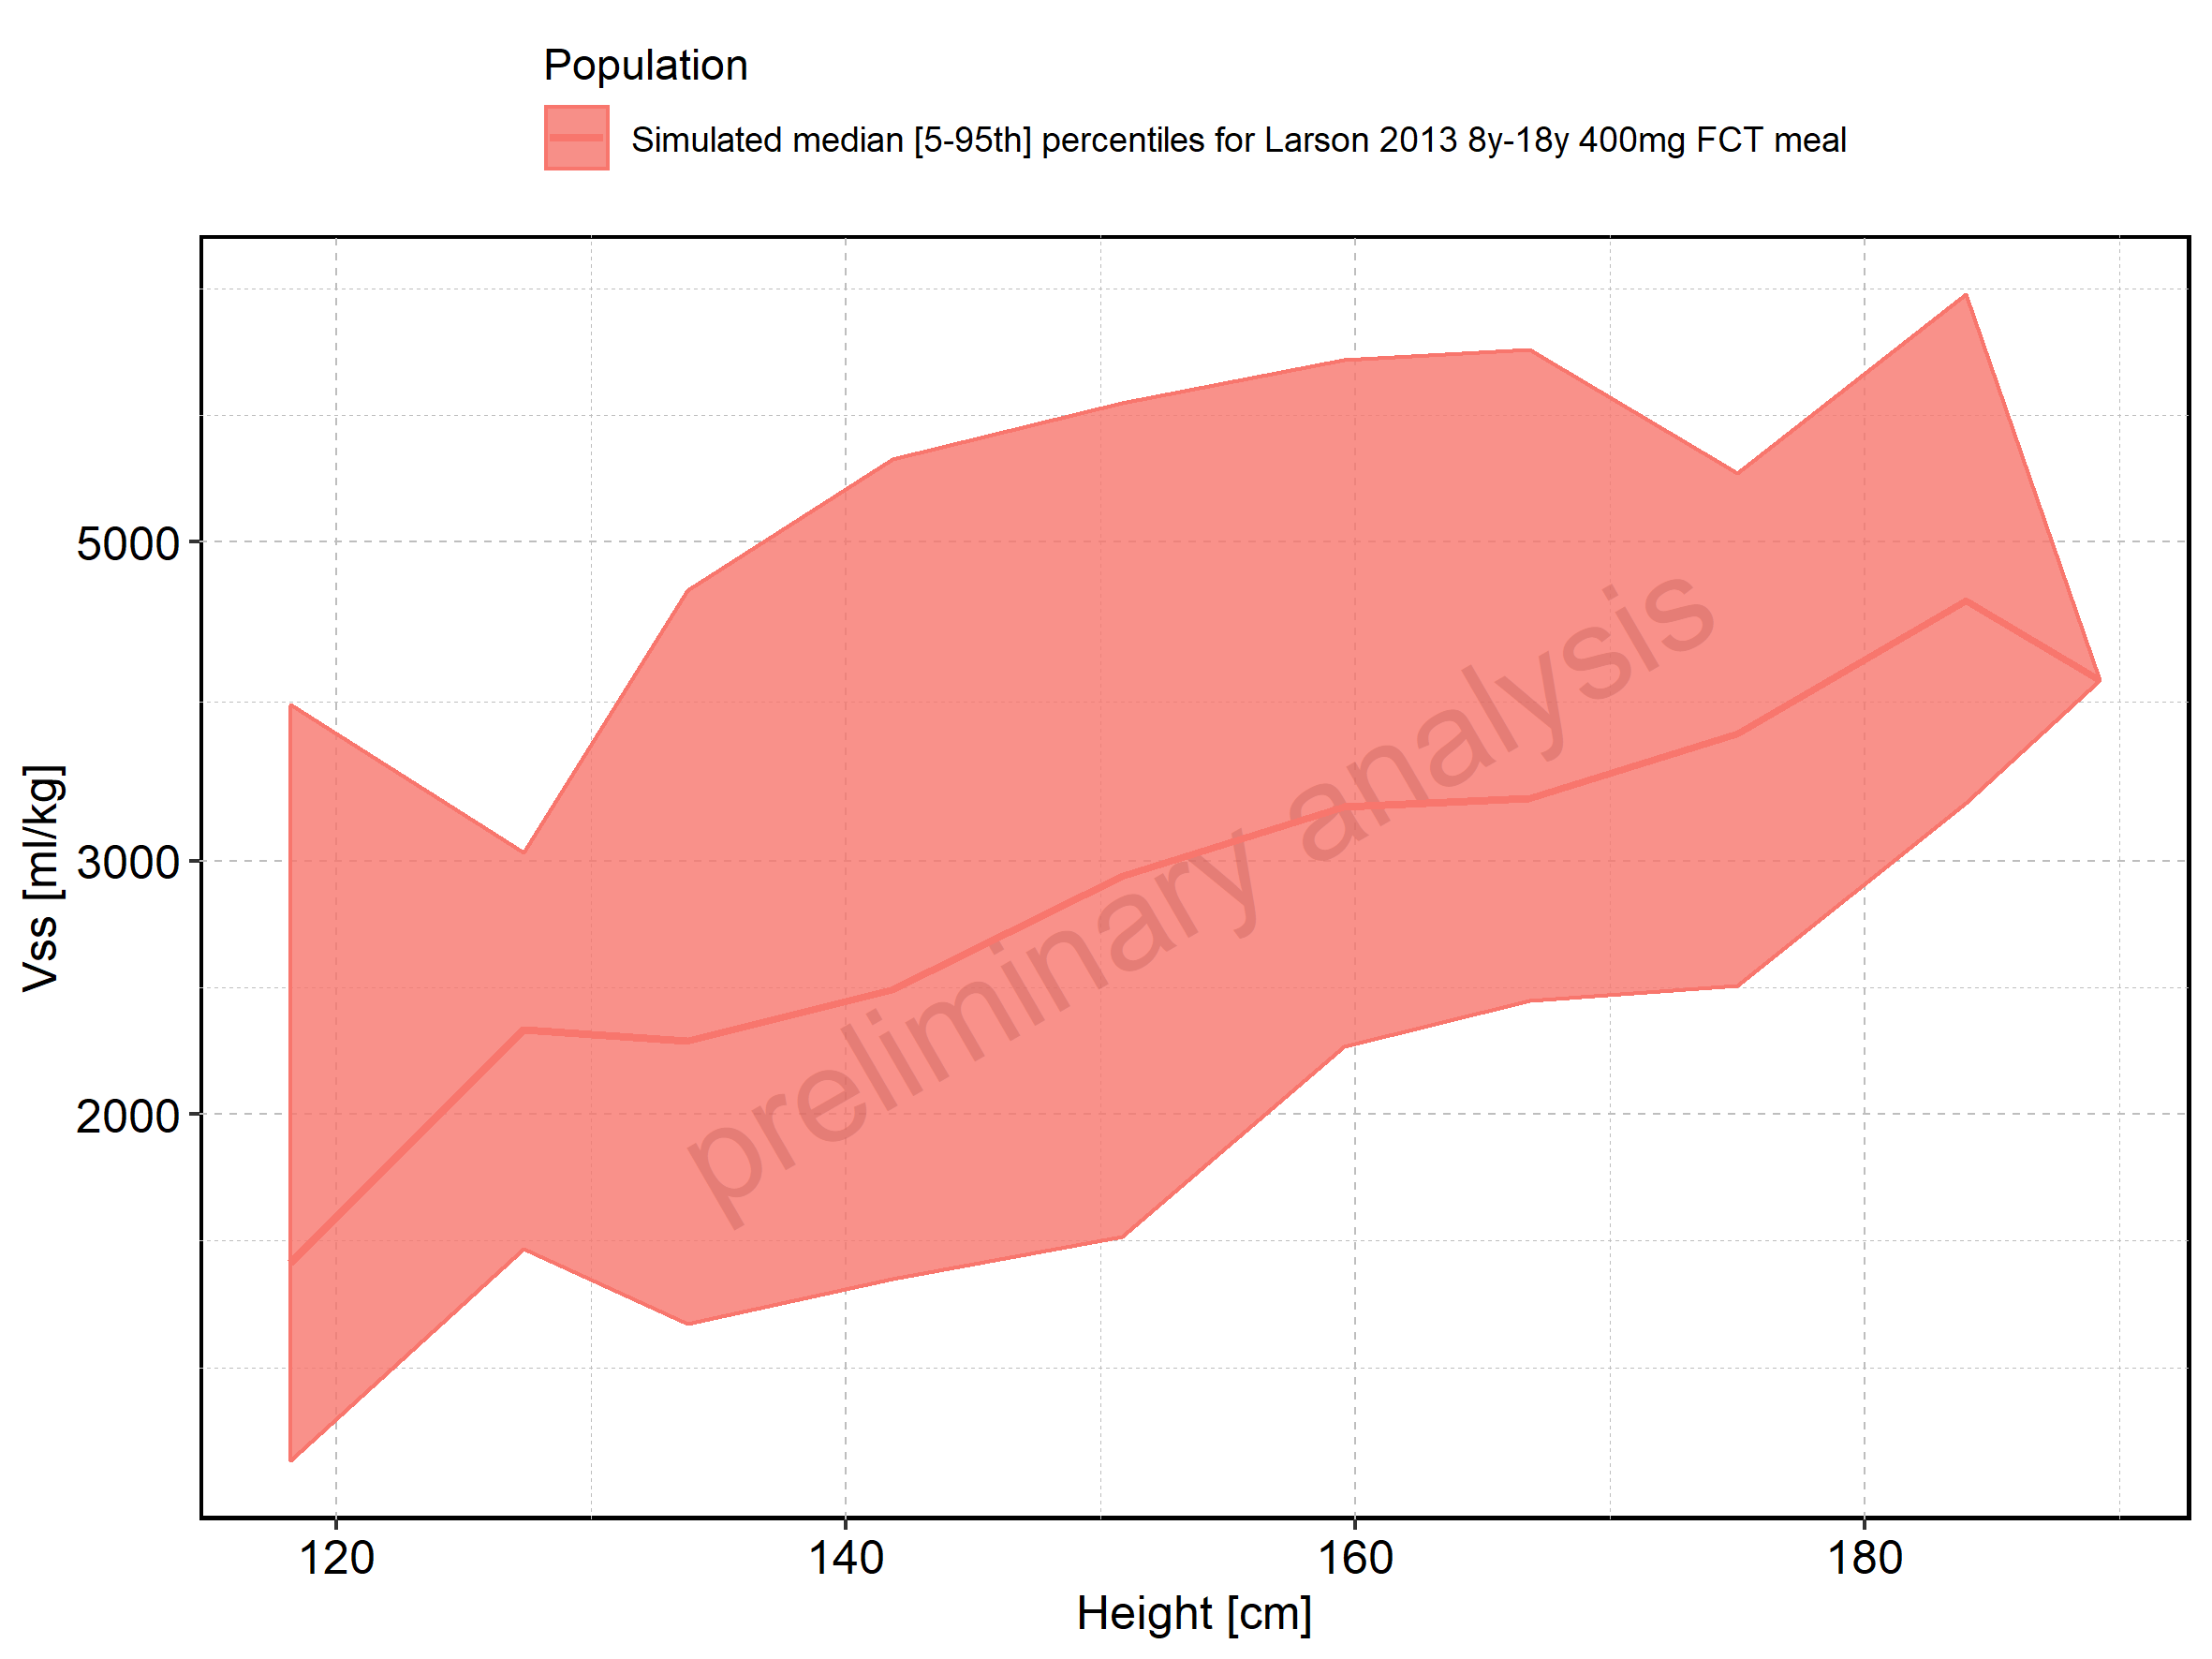 Population
Simulated median [5-95th] percentiles for Larson 2013 8y-18y 400mg FCT meal
5000
3000
2000
Vss [ml/kg]
preliminary analysis
120 140 160 180
Height [cm]